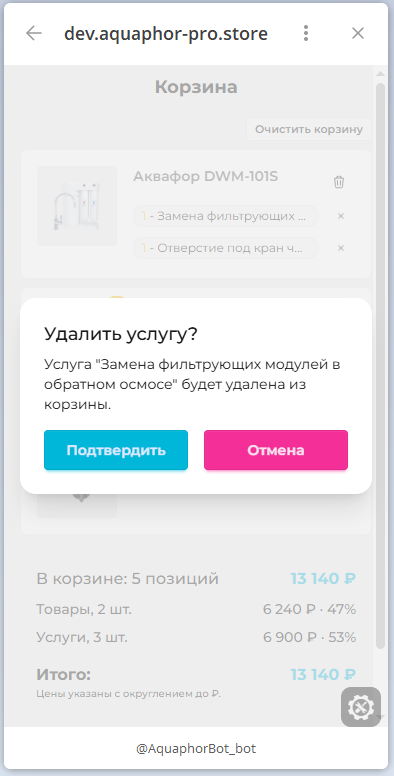 dev.aquaphor-pro.store
Корзина
Очистить корзину
Аквафор DWM-101S
1 - Замена фильтрующих ...
1 - Отверстие под кран ч...
Удалить услугу?
Услуга "Замена фильтрующих модулей в
обратном осмосе" будет удалена из
корзины.
Подтвердить
Отмена
В корзине: 5 позиций
13 140 ₽
Товары, 2 шт.
6 240 ₽ · 47%
Услуги, 3 шт.
6 900 ₽ · 53%
Итого:
13 140 ₽
Цены указаны с округлением до ₽.
@AquaphorBot_bot